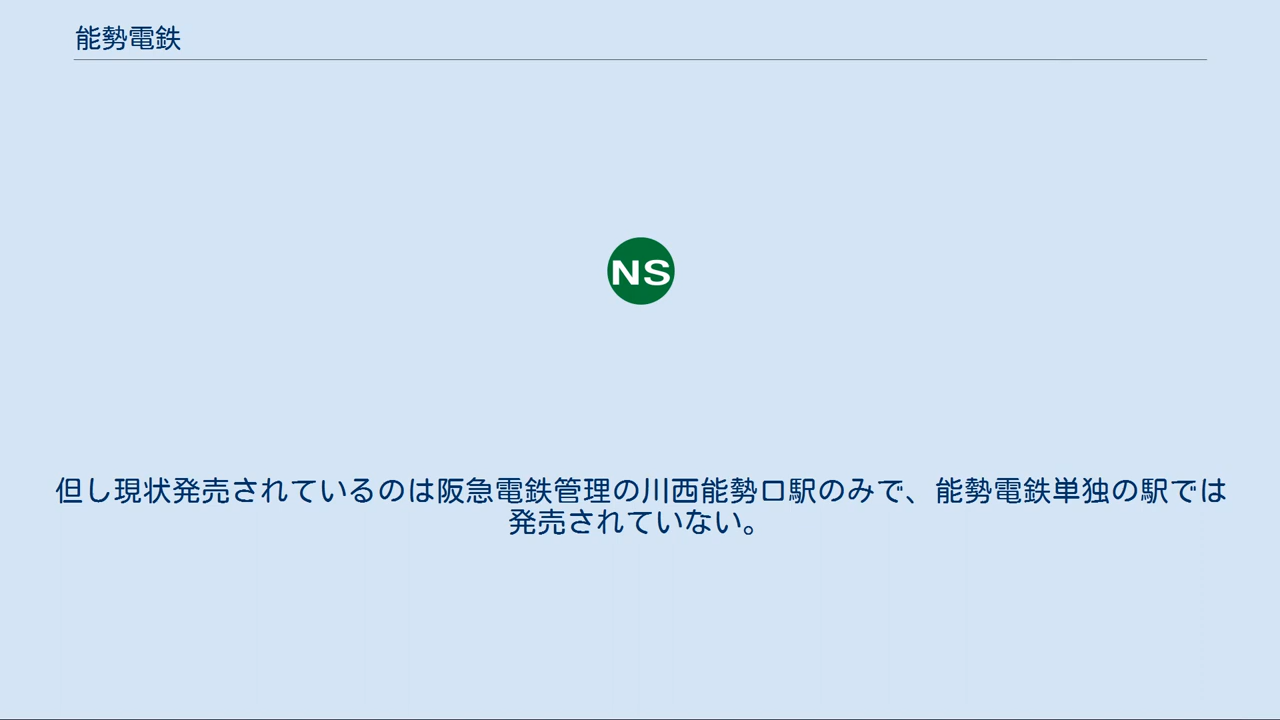 能勢電鉄
NS
但し現状発売されているのは阪急電鉄管理の川西能勢口駅のみで、能勢電鉄単独の駅では
発売されていない。